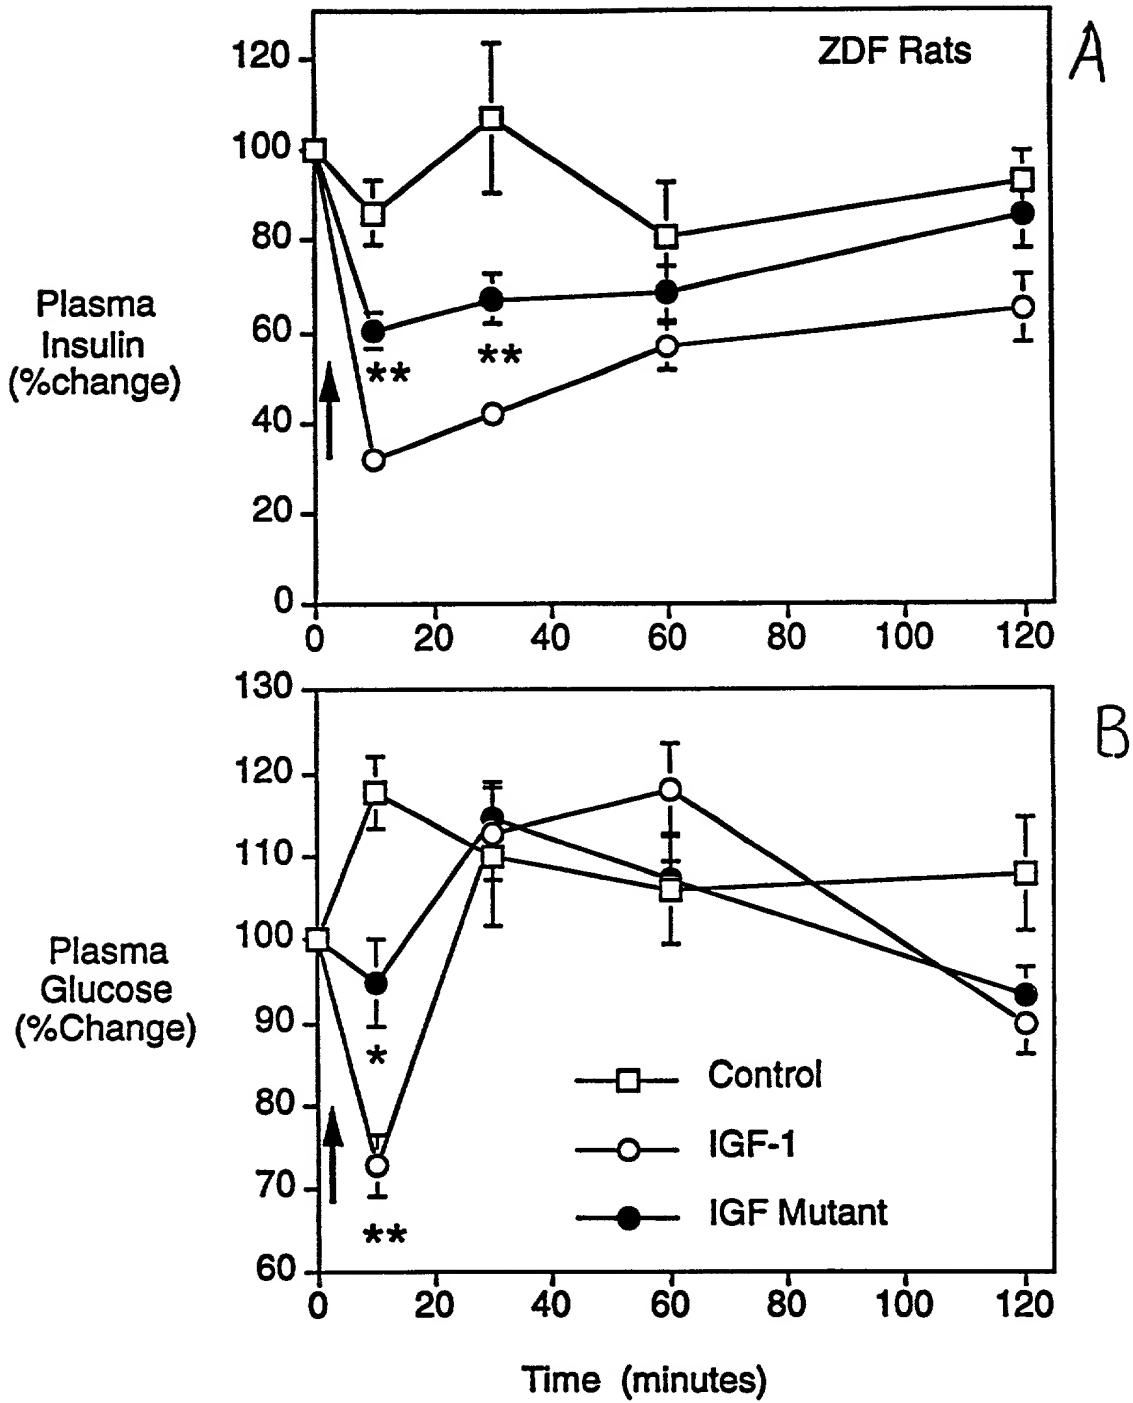 A
ZDF Rats
120
100
80
60
40
20
0
Plasma
Insulin
(%change)
**
**
0 20 40 60 80 100 120
B
130
120
110
100
90
80
70
60
Plasma
Glucose
(%Change)
*
**
Control
IGF-1
IGF Mutant
0 20 40 60 80 100 120
Time (minutes)